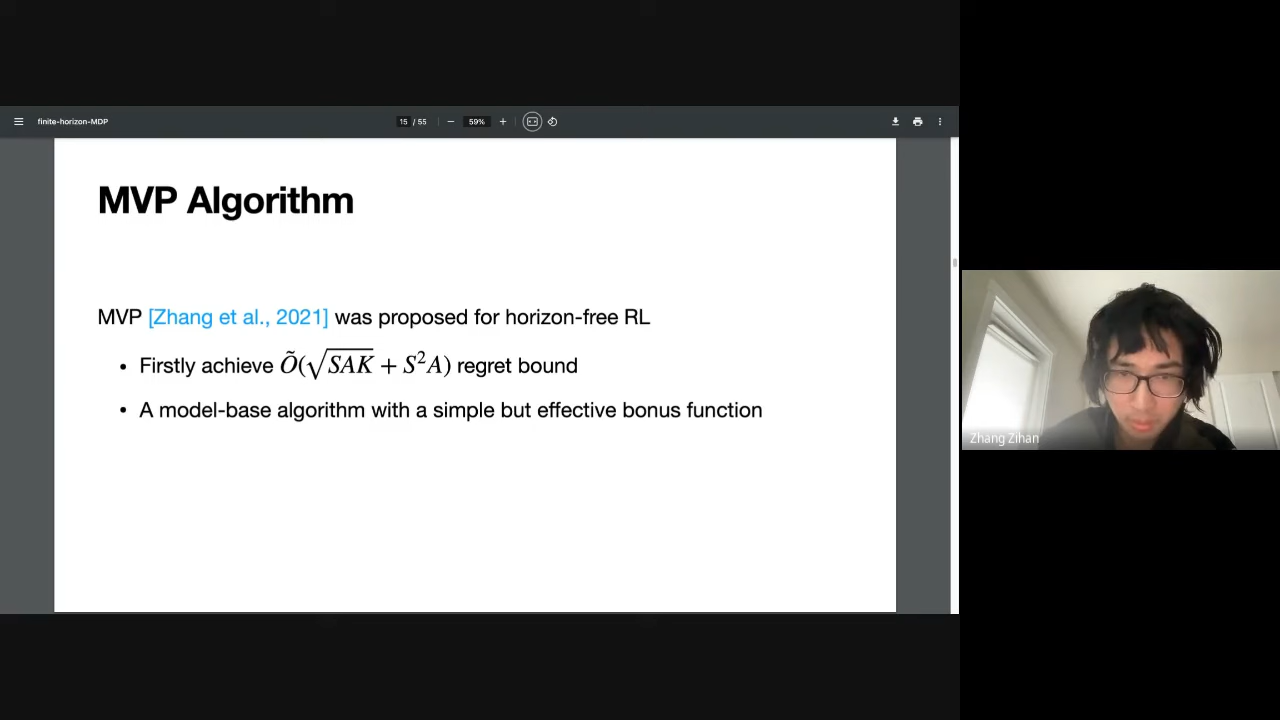 finite-horizon-MDP
15 / 55
59%
MVP Algorithm
MVP [Zhang et al., 2021] was proposed for horizon-free RL
• Firstly achieve Õ(√SAK + S²A) regret bound
• A model-base algorithm with a simple but effective bonus function
Zhang Zihan